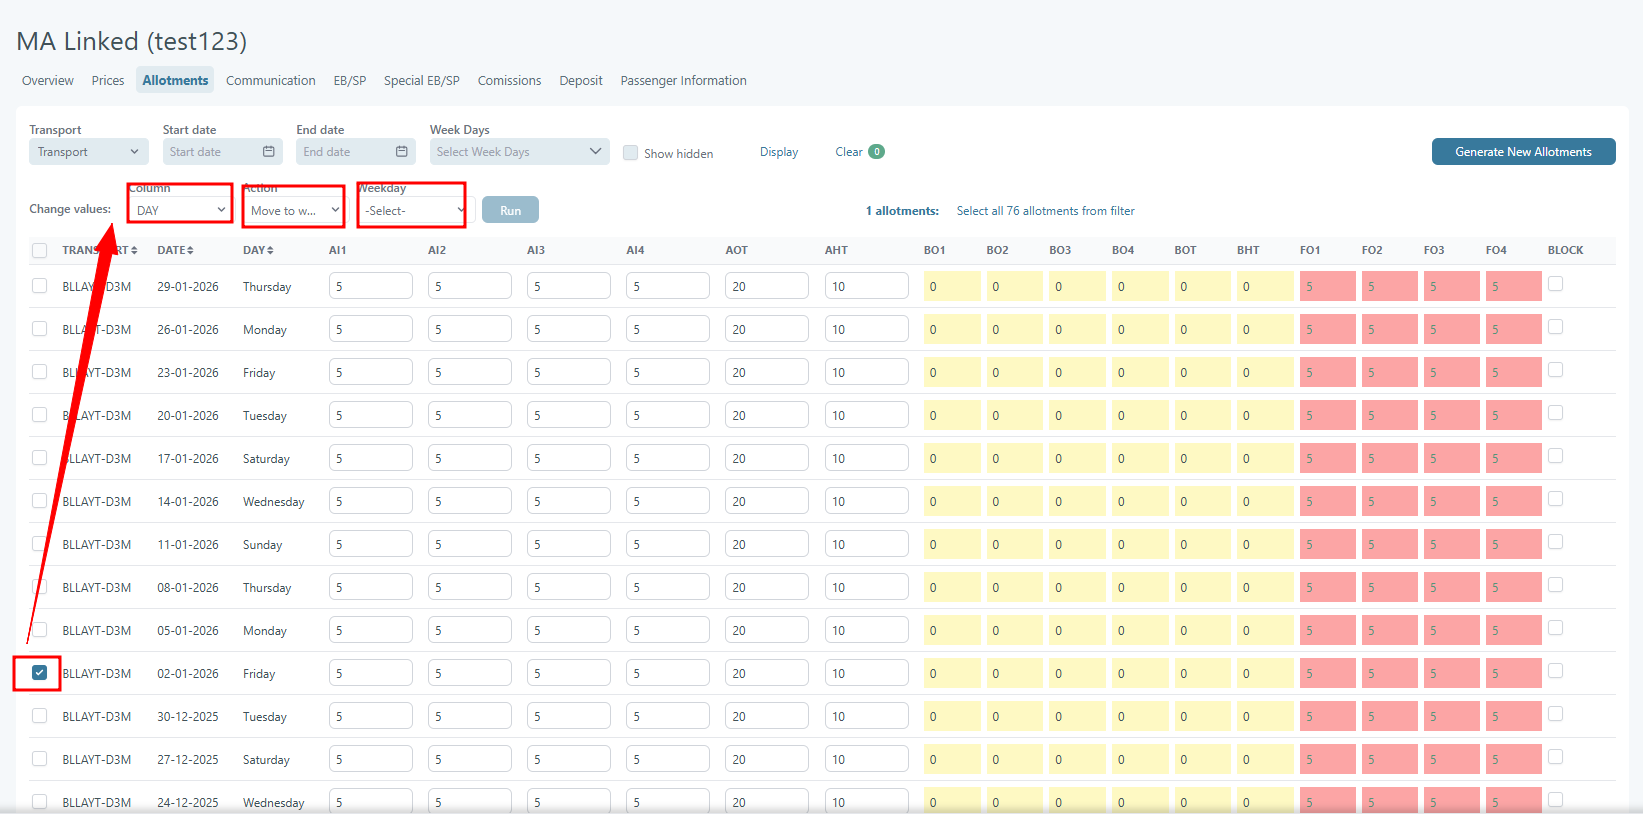 MA Linked (test123)
Overview Prices Allotments Communication EB/SP Special EB/SP Comissions Deposit Passenger Information
Transport Start date End date Week Days
Transport Start date End date Select Week Days Show hidden Display Clear 0 Generate New Allotments
Column Action Weekday
Change values: DAY Move to w... -Select- Run 1 allotments: Select all 76 allotments from filter
DATE DAY AI1 AI2 AI3 AI4 AOT AHT BO1 BO2 BO3 BO4 BOT BHT FO1 FO2 FO3 FO4 BLOCK
BLLAYT-D3M 29-01-2026 Thursday 5 5 5 5 20 10 0 0 0 0 0 0 5 5 5 5
BLLAYT-D3M 26-01-2026 Monday 5 5 5 5 20 10 0 0 0 0 0 0 5 5 5 5
BLLAYT-D3M 23-01-2026 Friday 5 5 5 5 20 10 0 0 0 0 0 0 5 5 5 5
BLLAYT-D3M 20-01-2026 Tuesday 5 5 5 5 20 10 0 0 0 0 0 0 5 5 5 5
BLLAYT-D3M 17-01-2026 Saturday 5 5 5 5 20 10 0 0 0 0 0 0 5 5 5 5
BLLAYT-D3M 14-01-2026 Wednesday 5 5 5 5 20 10 0 0 0 0 0 0 5 5 5 5
BLLAYT-D3M 11-01-2026 Sunday 5 5 5 5 20 10 0 0 0 0 0 0 5 5 5 5
BLLAYT-D3M 08-01-2026 Thursday 5 5 5 5 20 10 0 0 0 0 0 0 5 5 5 5
BLLAYT-D3M 05-01-2026 Monday 5 5 5 5 20 10 0 0 0 0 0 0 5 5 5 5
BLLAYT-D3M 02-01-2026 Friday 5 5 5 5 20 10 0 0 0 0 0 0 5 5 5 5
BLLAYT-D3M 30-12-2025 Tuesday 5 5 5 5 20 10 0 0 0 0 0 0 5 5 5 5
BLLAYT-D3M 27-12-2025 Saturday 5 5 5 5 20 10 0 0 0 0 0 0 5 5 5 5
BLLAYT-D3M 24-12-2025 Wednesday 5 5 5 5 20 10 0 0 0 0 0 0 5 5 5 5